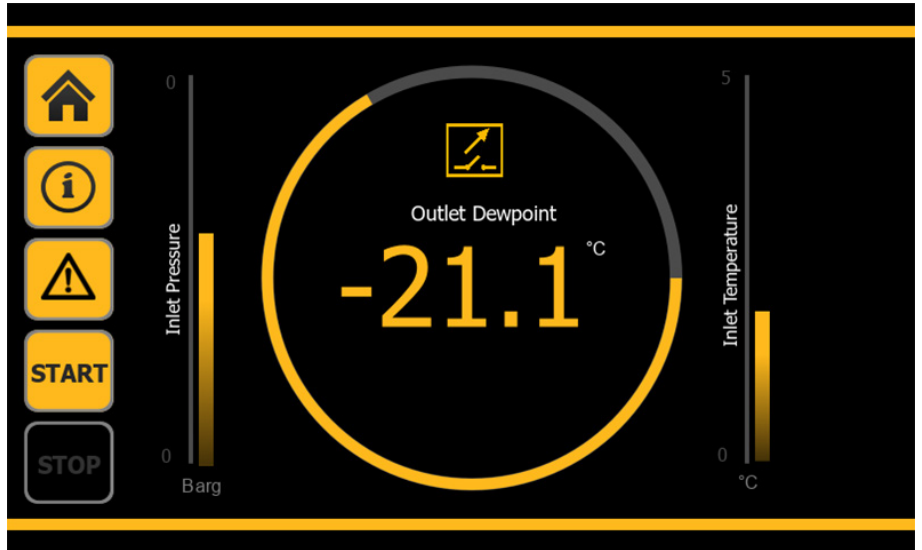 0
Inlet Pressure
0
Barg
START
STOP
Outlet Dewpoint
-21.1 °C
5
Inlet Temperature
0
°C